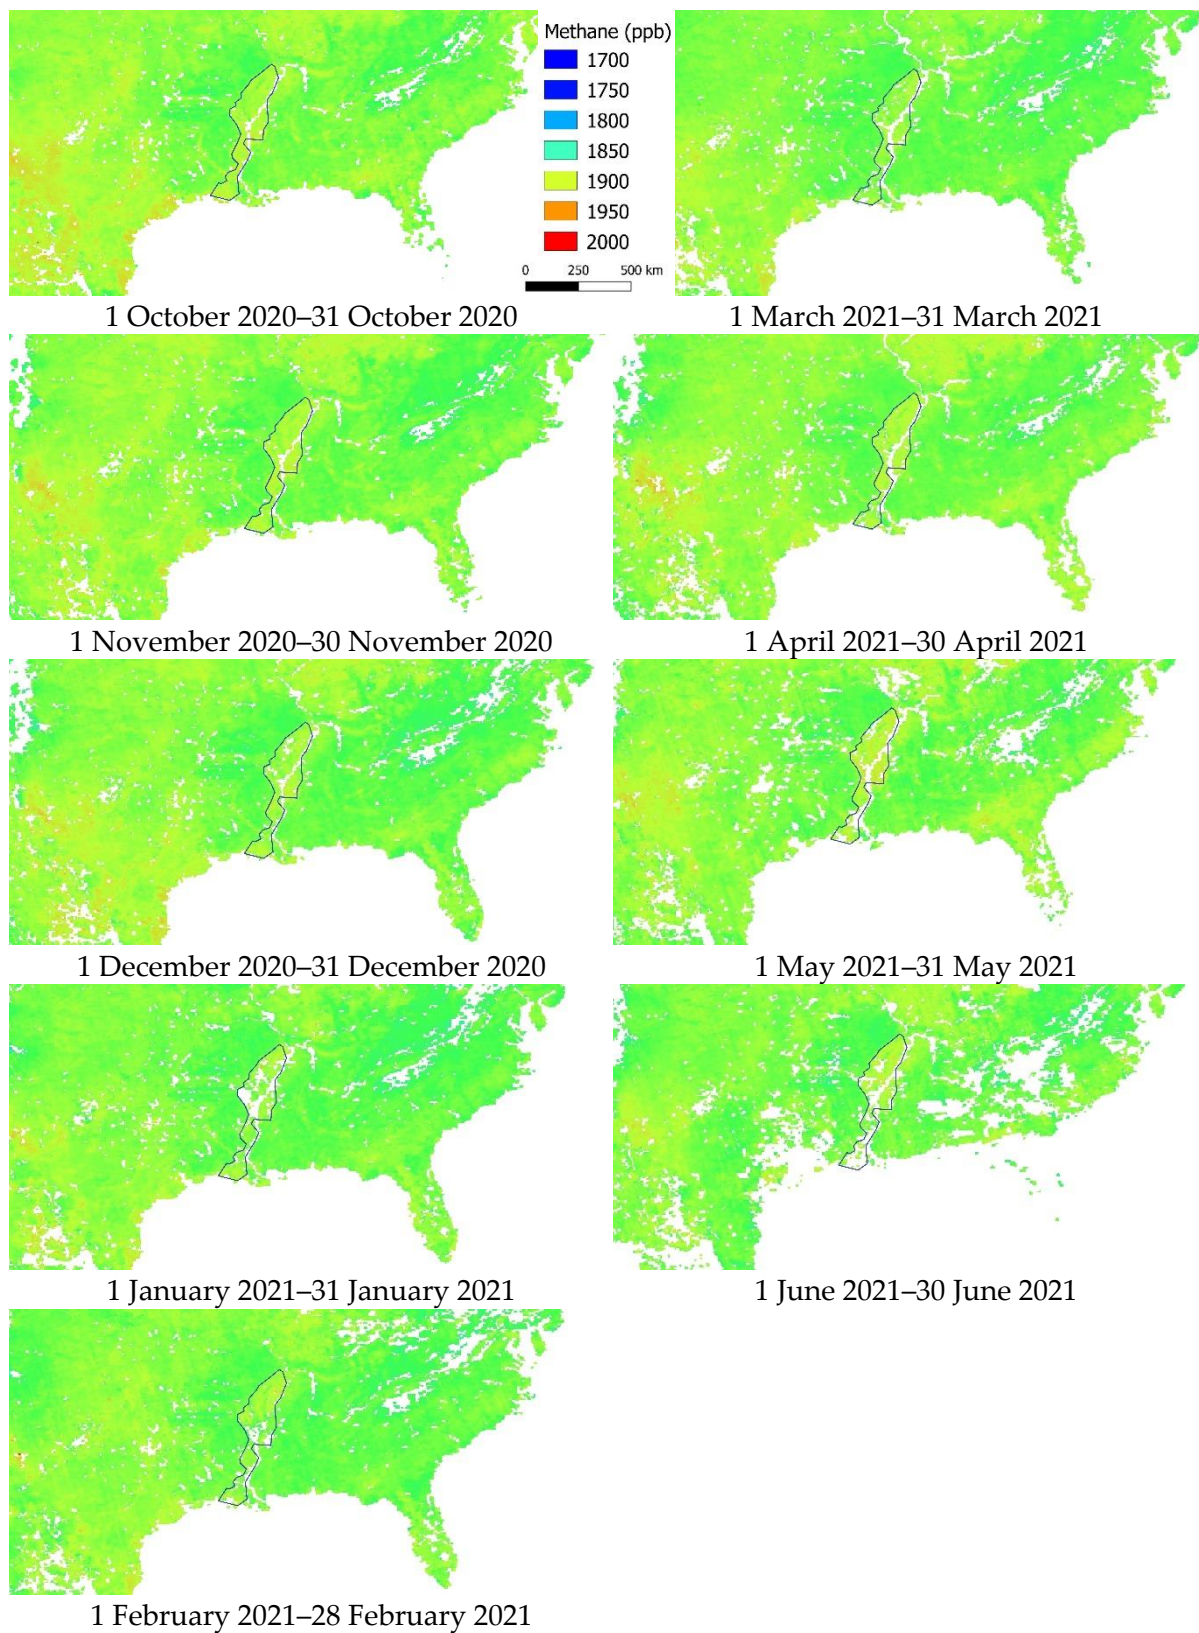 Methane (ppb)
1700
1750
1800
1850
1900
1950
2000
0 250 500 km
1 October 2020–31 October 2020
1 March 2021–31 March 2021
1 November 2020–30 November 2020
1 April 2021–30 April 2021
1 December 2020–31 December 2020
1 May 2021–31 May 2021
1 January 2021–31 January 2021
1 June 2021–30 June 2021
1 February 2021–28 February 2021